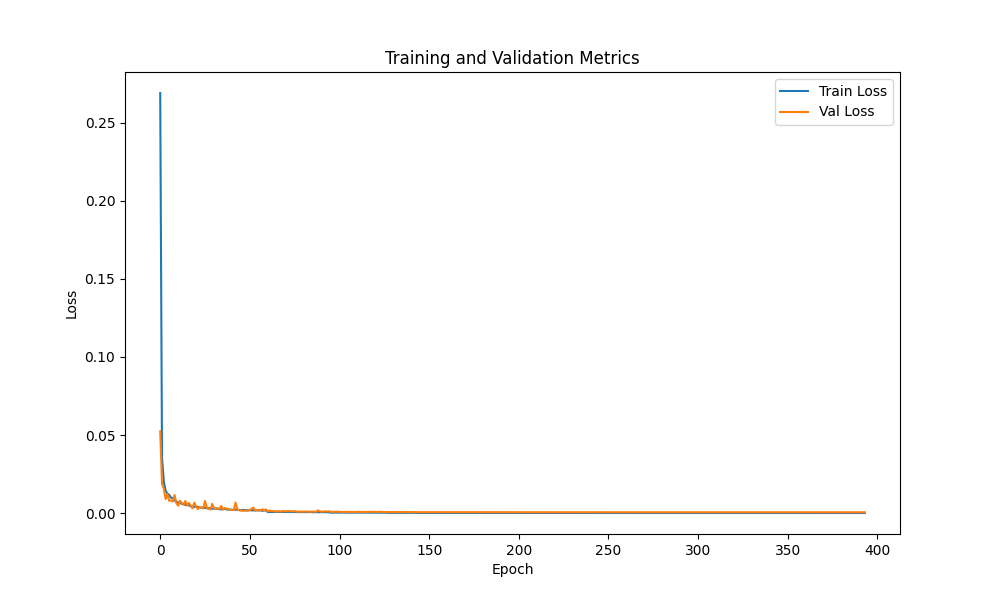 Training and Validation Metrics
Train Loss
Val Loss
0.25
0.20
0.15
0.10
0.05
0.00
Loss
0 50 100 150 200 250 300 350 400
Epoch